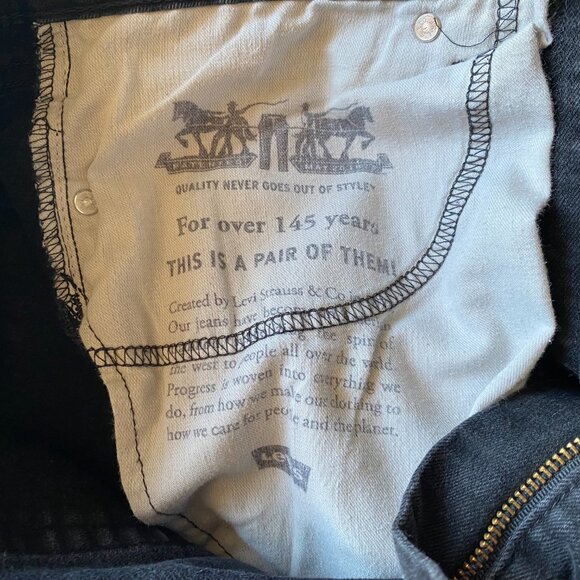 QUALITY NEVER GOES OUT OF STYLE®
For over 145 years
THIS IS A PAIR OF THEM!
Created by Levi Strauss & Co.
Our jeans have spirit of
the west to people all over the world.
Progress is woven into everything we
do, from how we make our clothing to
how we care for people and the planet.
Levi's